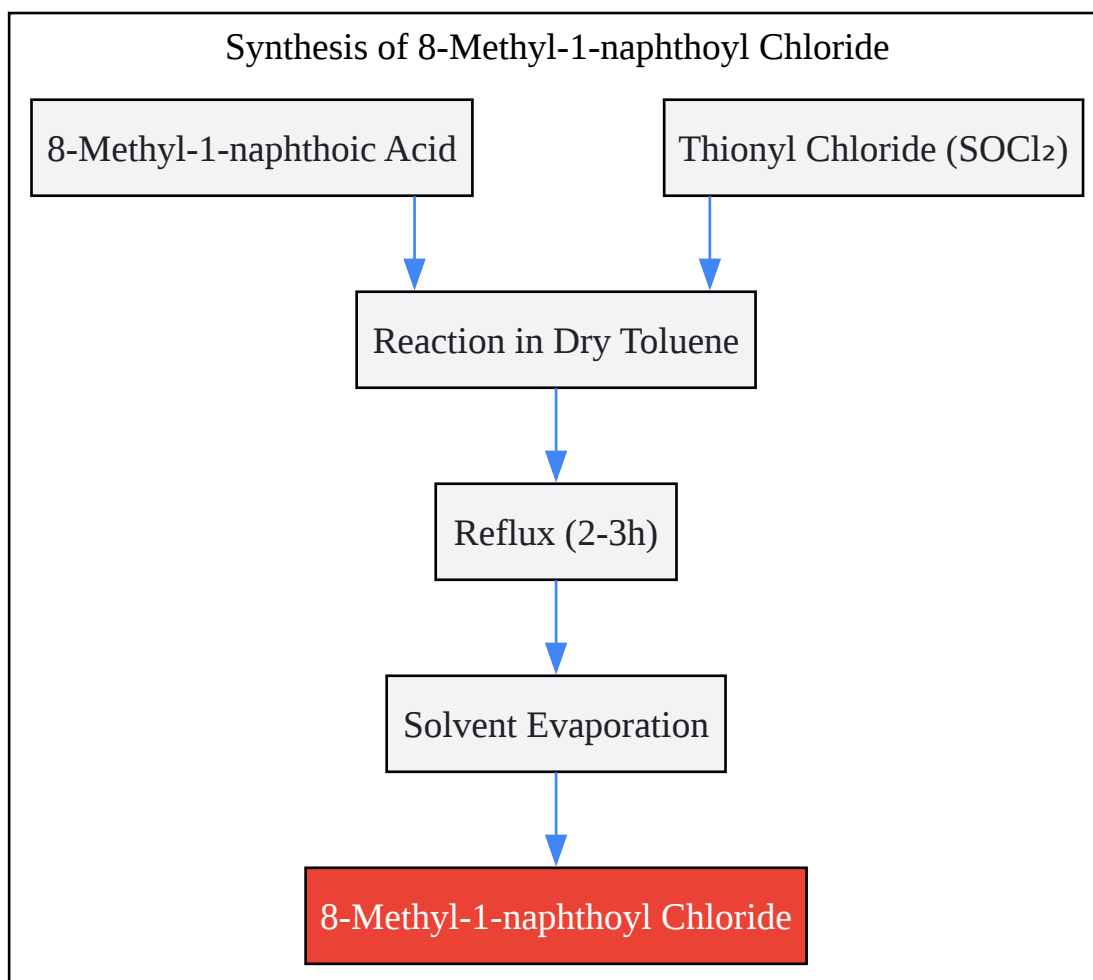 Synthesis of 8-Methyl-1-naphthoyl Chloride
8-Methyl-1-naphthoic Acid
Thionyl Chloride (SOCl₂)
Reaction in Dry Toluene
Reflux (2-3h)
Solvent Evaporation
8-Methyl-1-naphthoyl Chloride